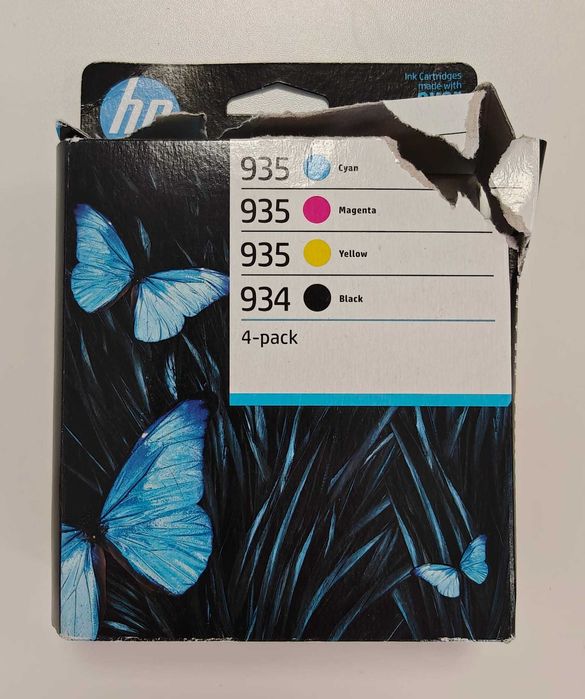 hp
Ink Cartridges
made with
935 Cyan
935 Magenta
935 Yellow
934 Black
4-pack